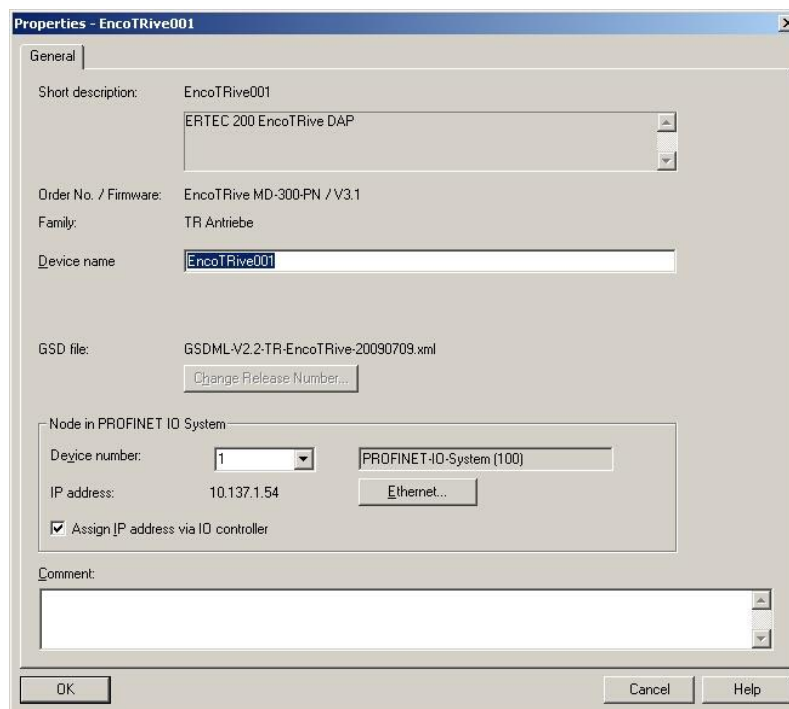 Properties - EncoTRive001
General
Short description: EncoTRive001
ERTEC 200 EncoTRive DAP
Order No. / Firmware: EncoTRive MD-300-PN / V3.1
Family: TR Antriebe
Device name EncoTRive001
GSD file: GSDML-V2.2-TR-EncoTRive-20090709.xml
Change Release Number...
Node in PROFINET IO System
Device number: 1 PROFINET-IO-System (100)
IP address: 10.137.1.54 Ethernet...
Assign IP address via IO controller
Comment:
OK Cancel Help